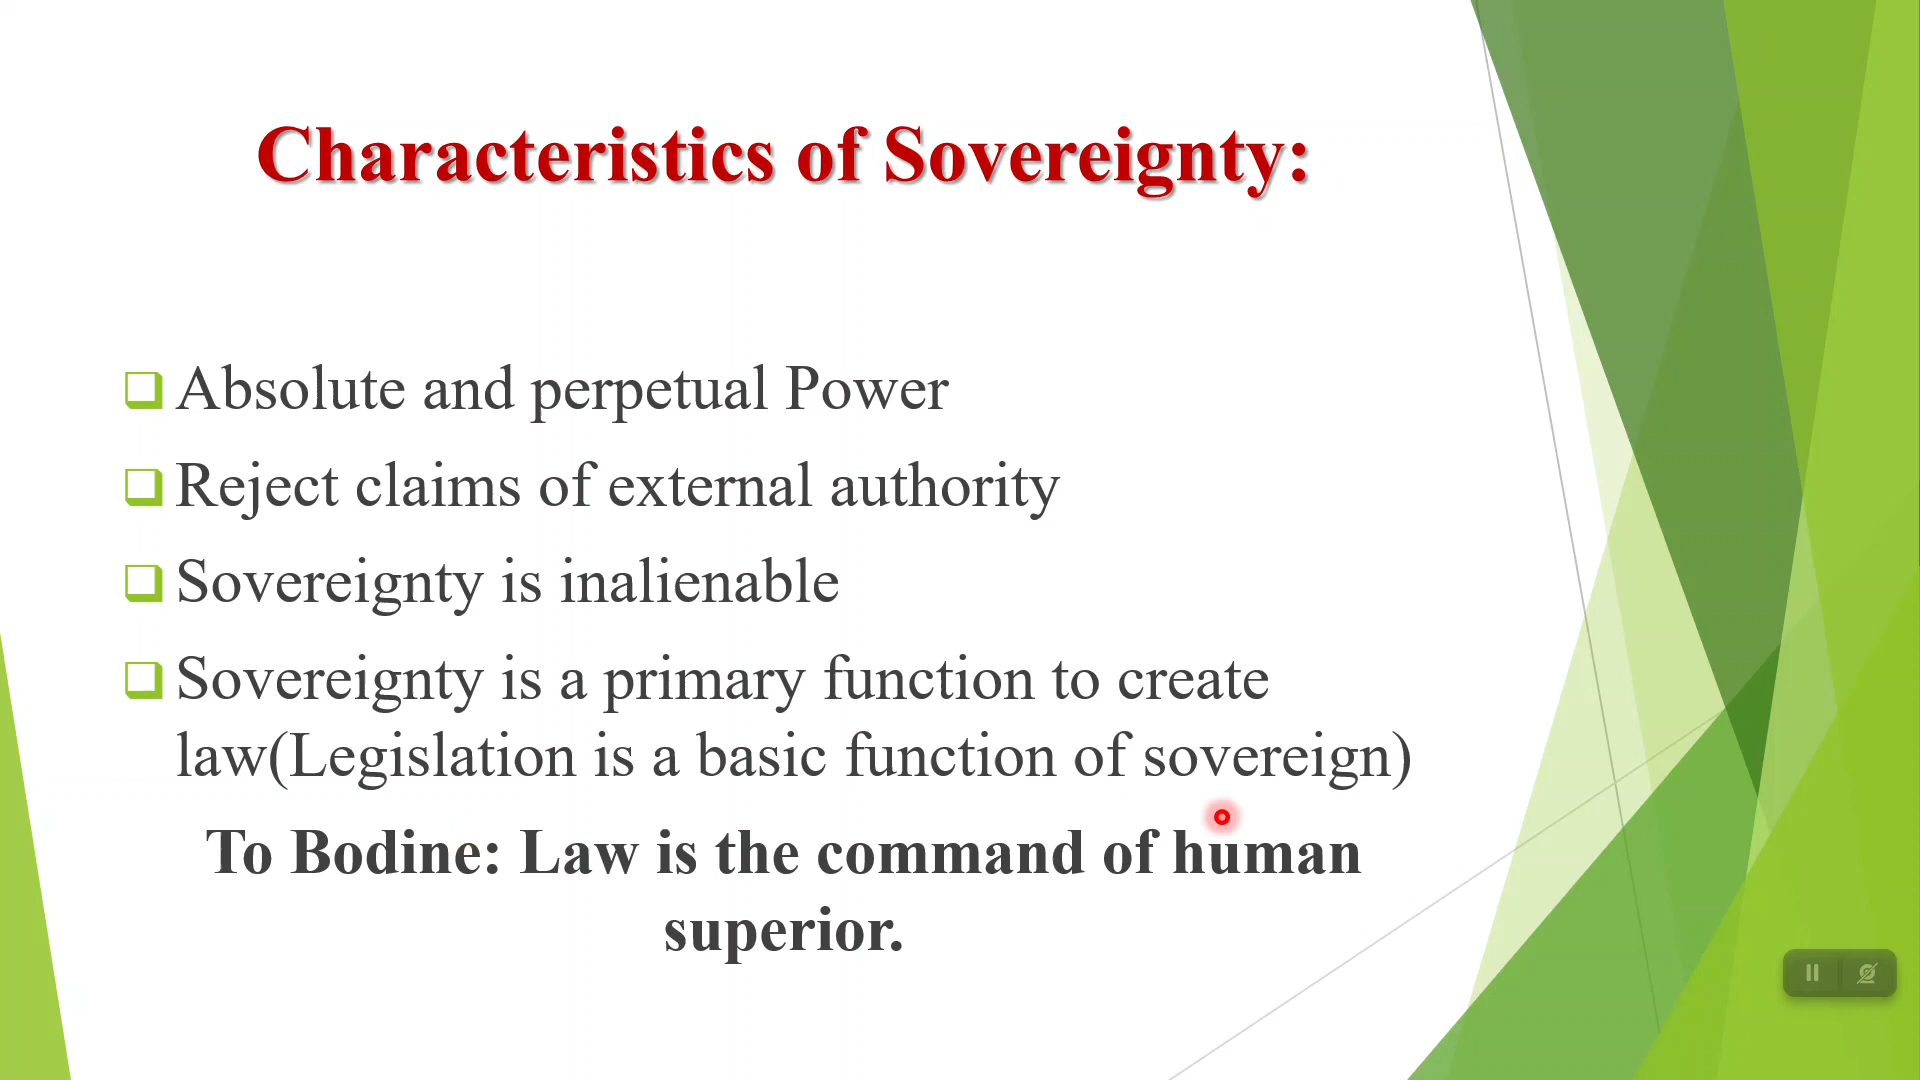 Characteristics of Sovereignty:
Absolute and perpetual Power
Reject claims of external authority
Sovereignty is inalienable
Sovereignty is a primary function to create
law(Legislation is a basic function of sovereign)
To Bodine: Law is the command of human
superior.